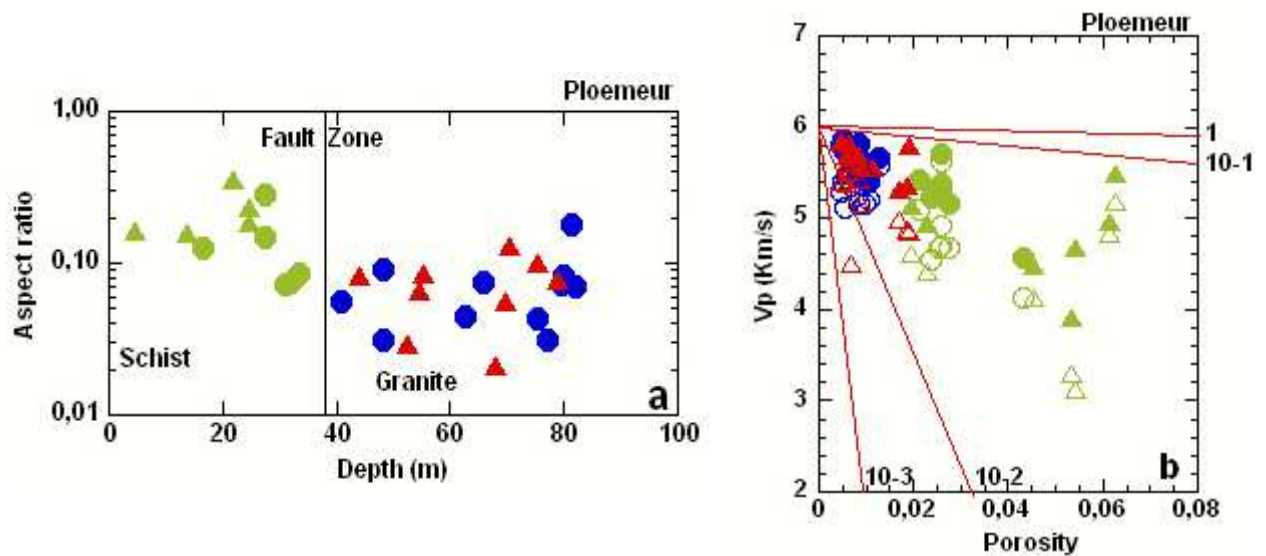 Ploemeur
1,00
Fault Zone
0,10
Schist
Granite
a
0,01
0
20
40
60
80
100
Depth (m)
Aspect ratio
Ploemeur
7
6
5
4
3
2
1
10-1
10-3
10-2
b
0
0,02
0,04
0,06
0,08
Porosity
Vp (Km/s)